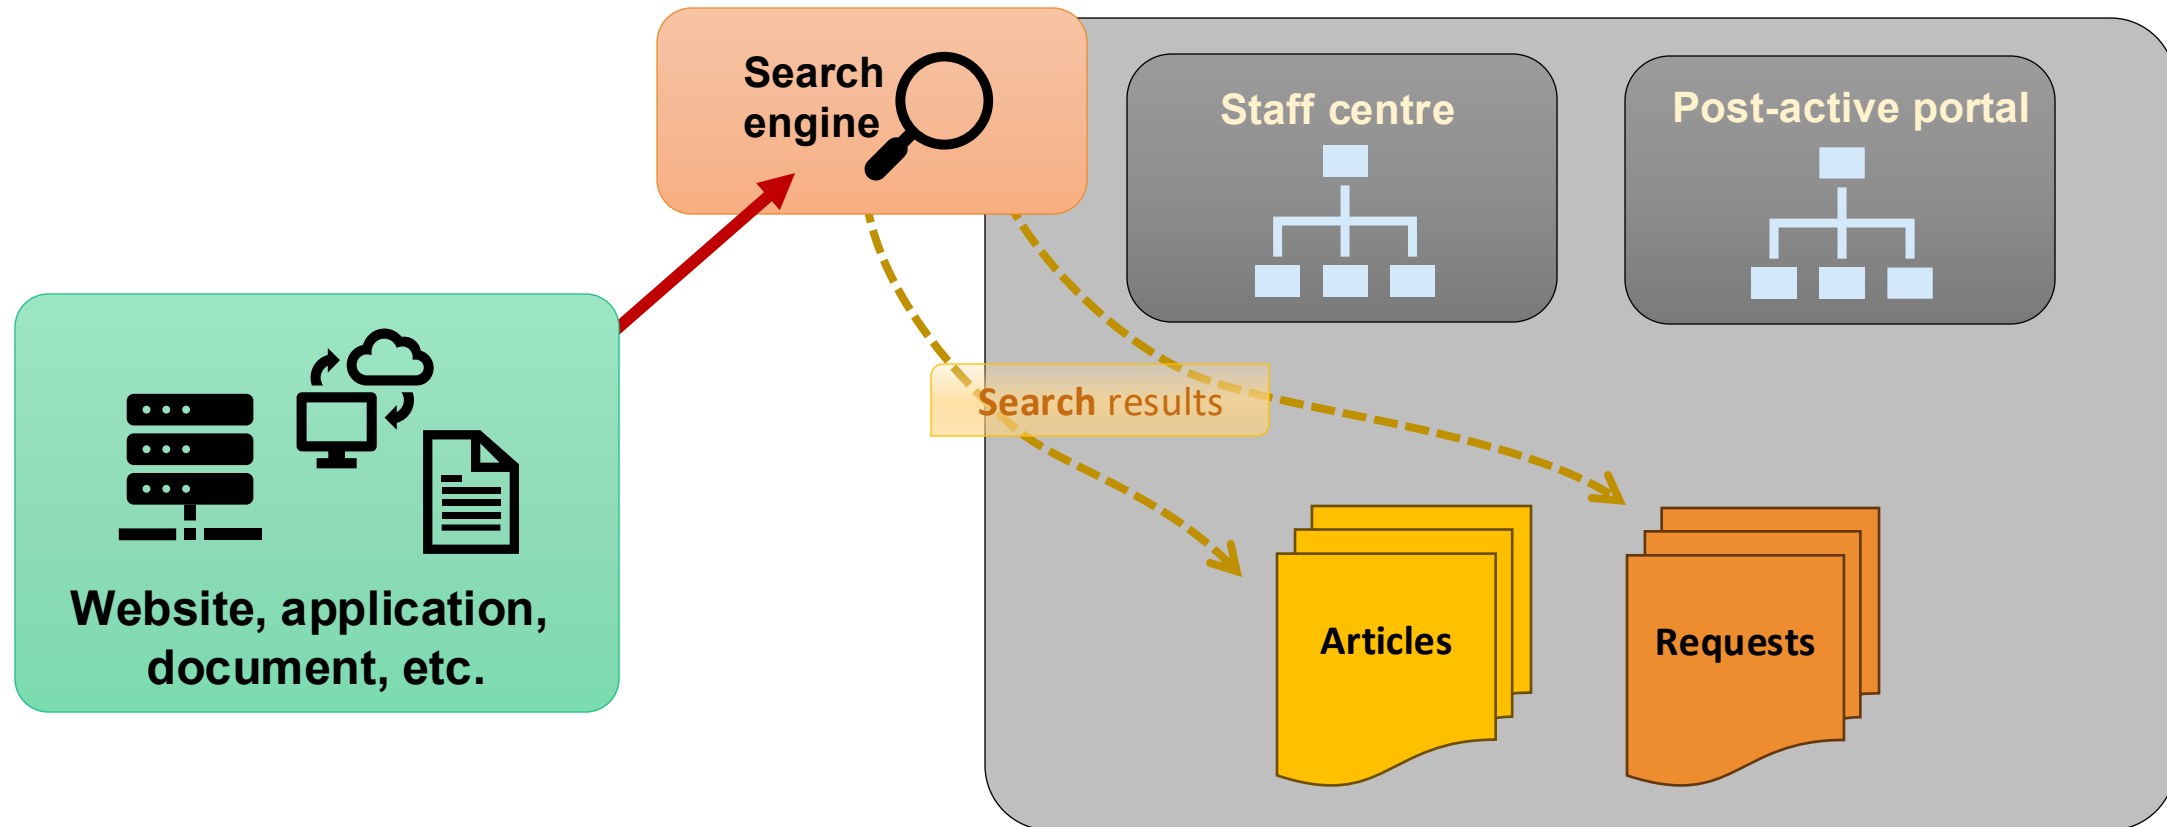 Search
engine
Staff centre
Post-active portal
Search results
Website, application,
document, etc.
Articles
Requests